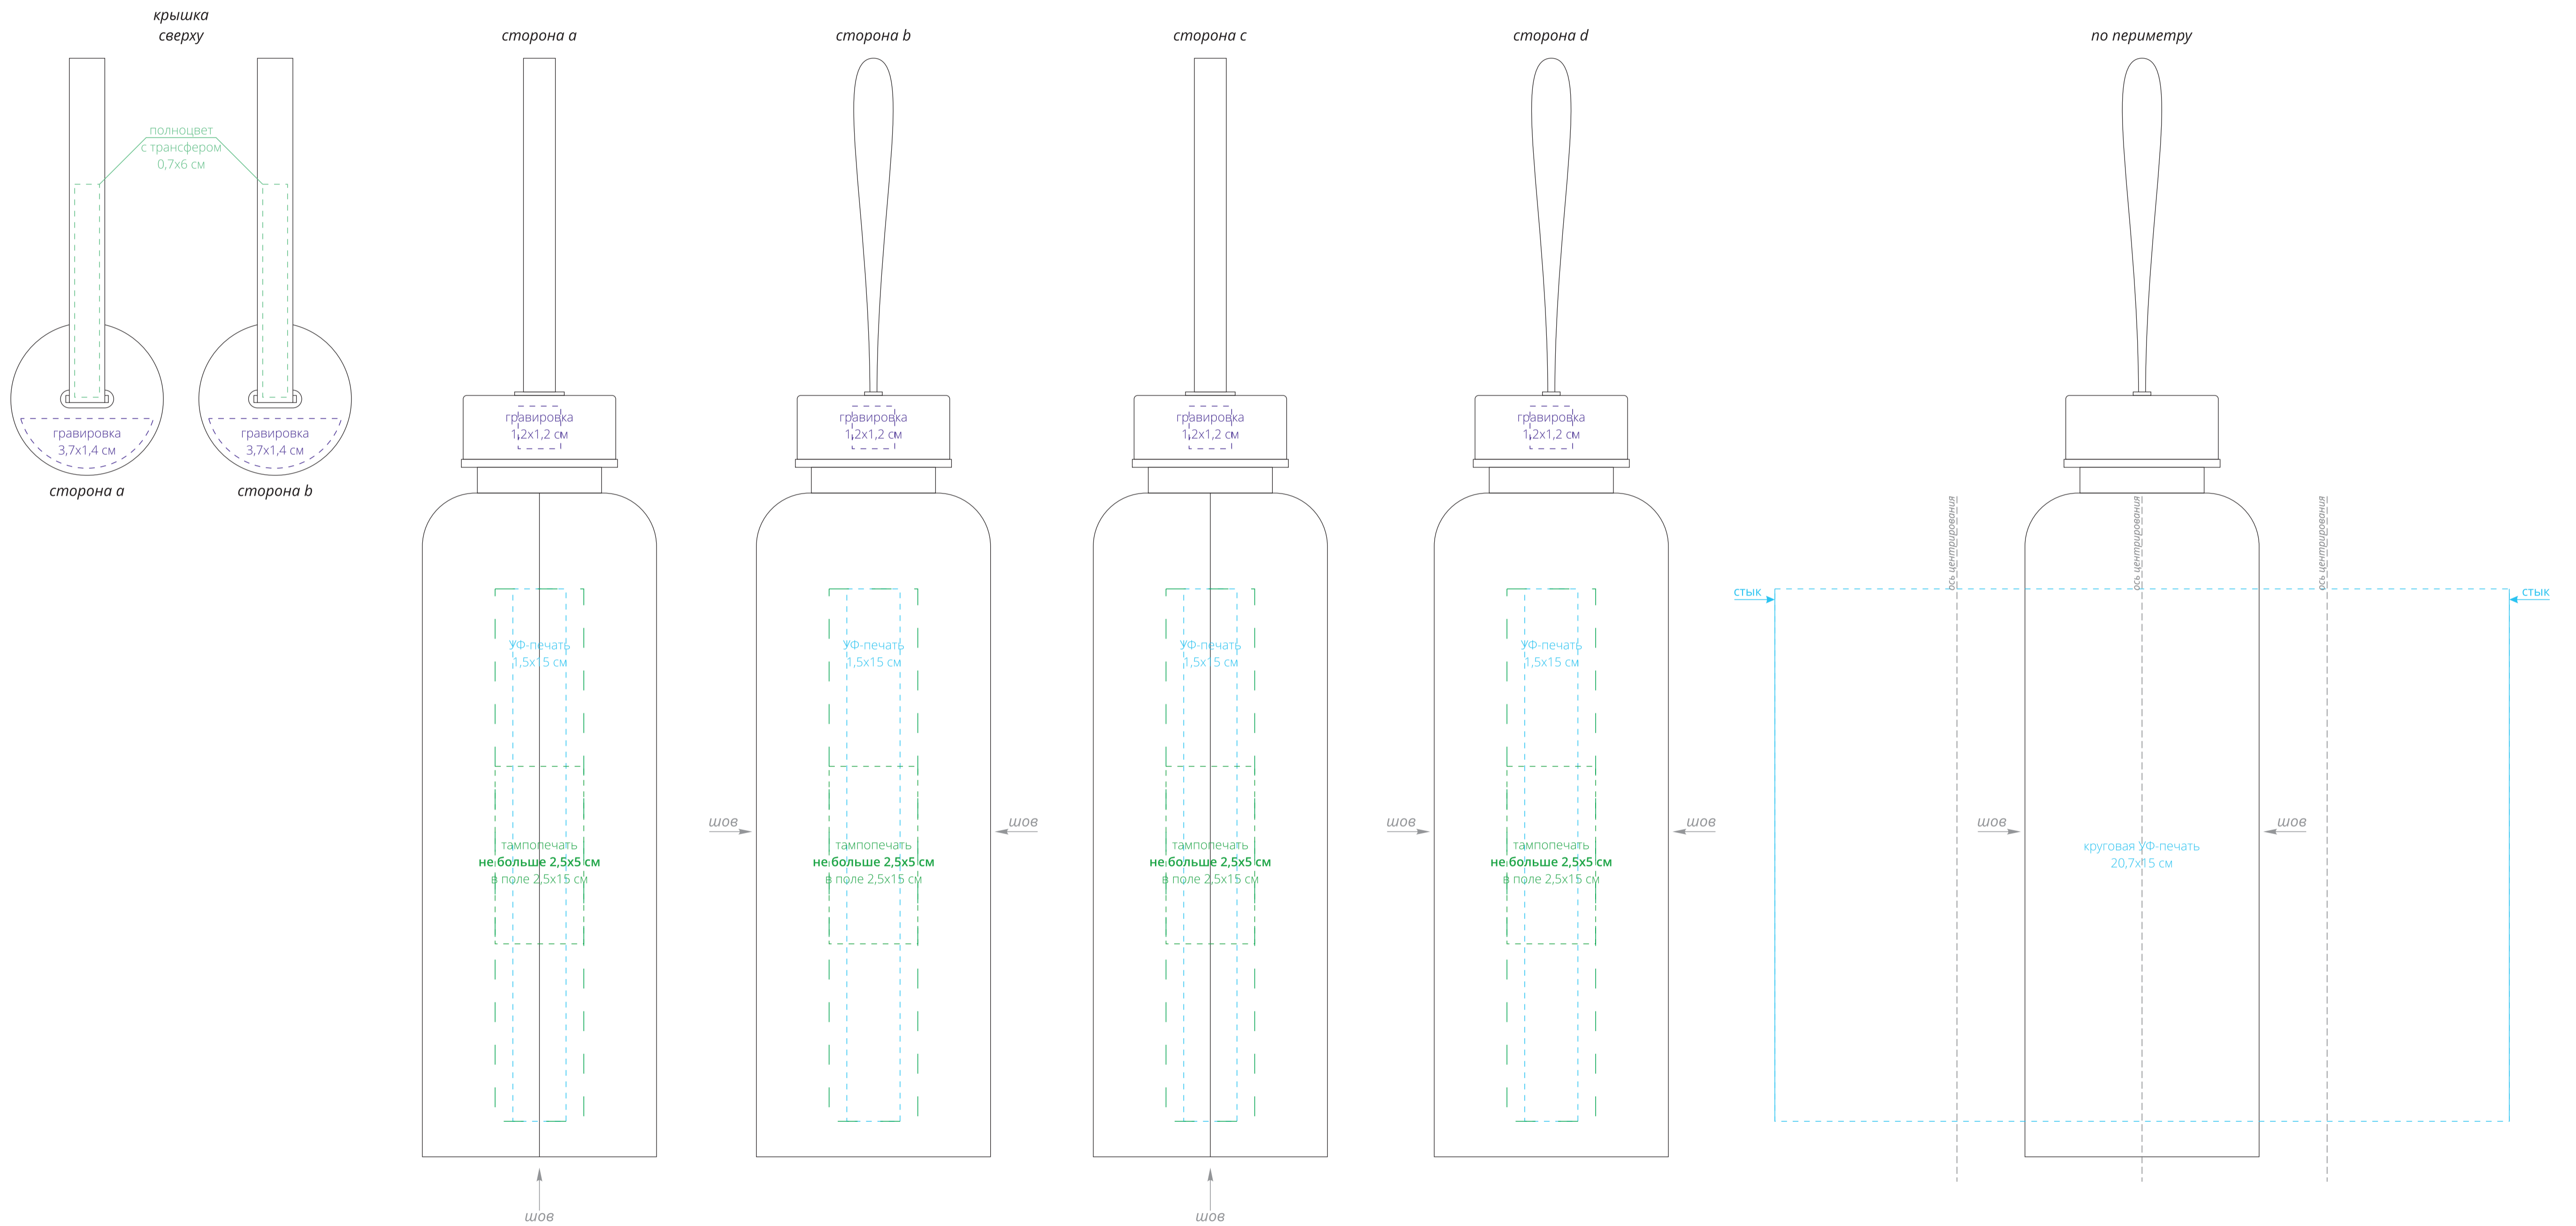 крышка
сверху
полноцвет
с трансфером
0,7х6 см
гравировка
3,7х1,4 см
сторона a
гравировка
3,7х1,4 см
сторона b
сторона a
гравировка
1,2х1,2 см
УФ-печать
1,5х15 см
тампопечать
не больше 2,5х5 см
в поле 2,5х15 см
шов
сторона b
гравировка
1,2х1,2 см
УФ-печать
1,5х15 см
шов
шов
тампопечать
не больше 2,5х5 см
в поле 2,5х15 см
сторона c
гравировка
1,2х1,2 см
УФ-печать
1,5х15 см
тампопечать
не больше 2,5х5 см
в поле 2,5х15 см
шов
сторона d
гравировка
1,2х1,2 см
УФ-печать
1,5х15 см
шов
шов
тампопечать
не больше 2,5х5 см
в поле 2,5х15 см
по периметру
ось центрирования
ось центрирования
ось центрирования
стык
стык
шов
шов
круговая УФ-печать
20,7х15 см